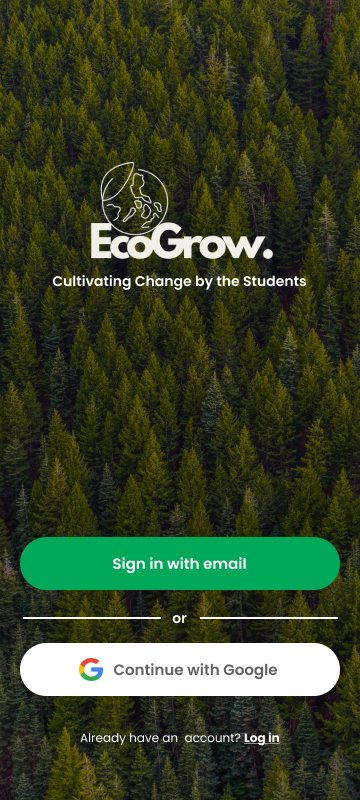 EcoGrow.
Cultivating Change by the Students
Sign in with email
or
Continue with Google
Already have an account? Log in